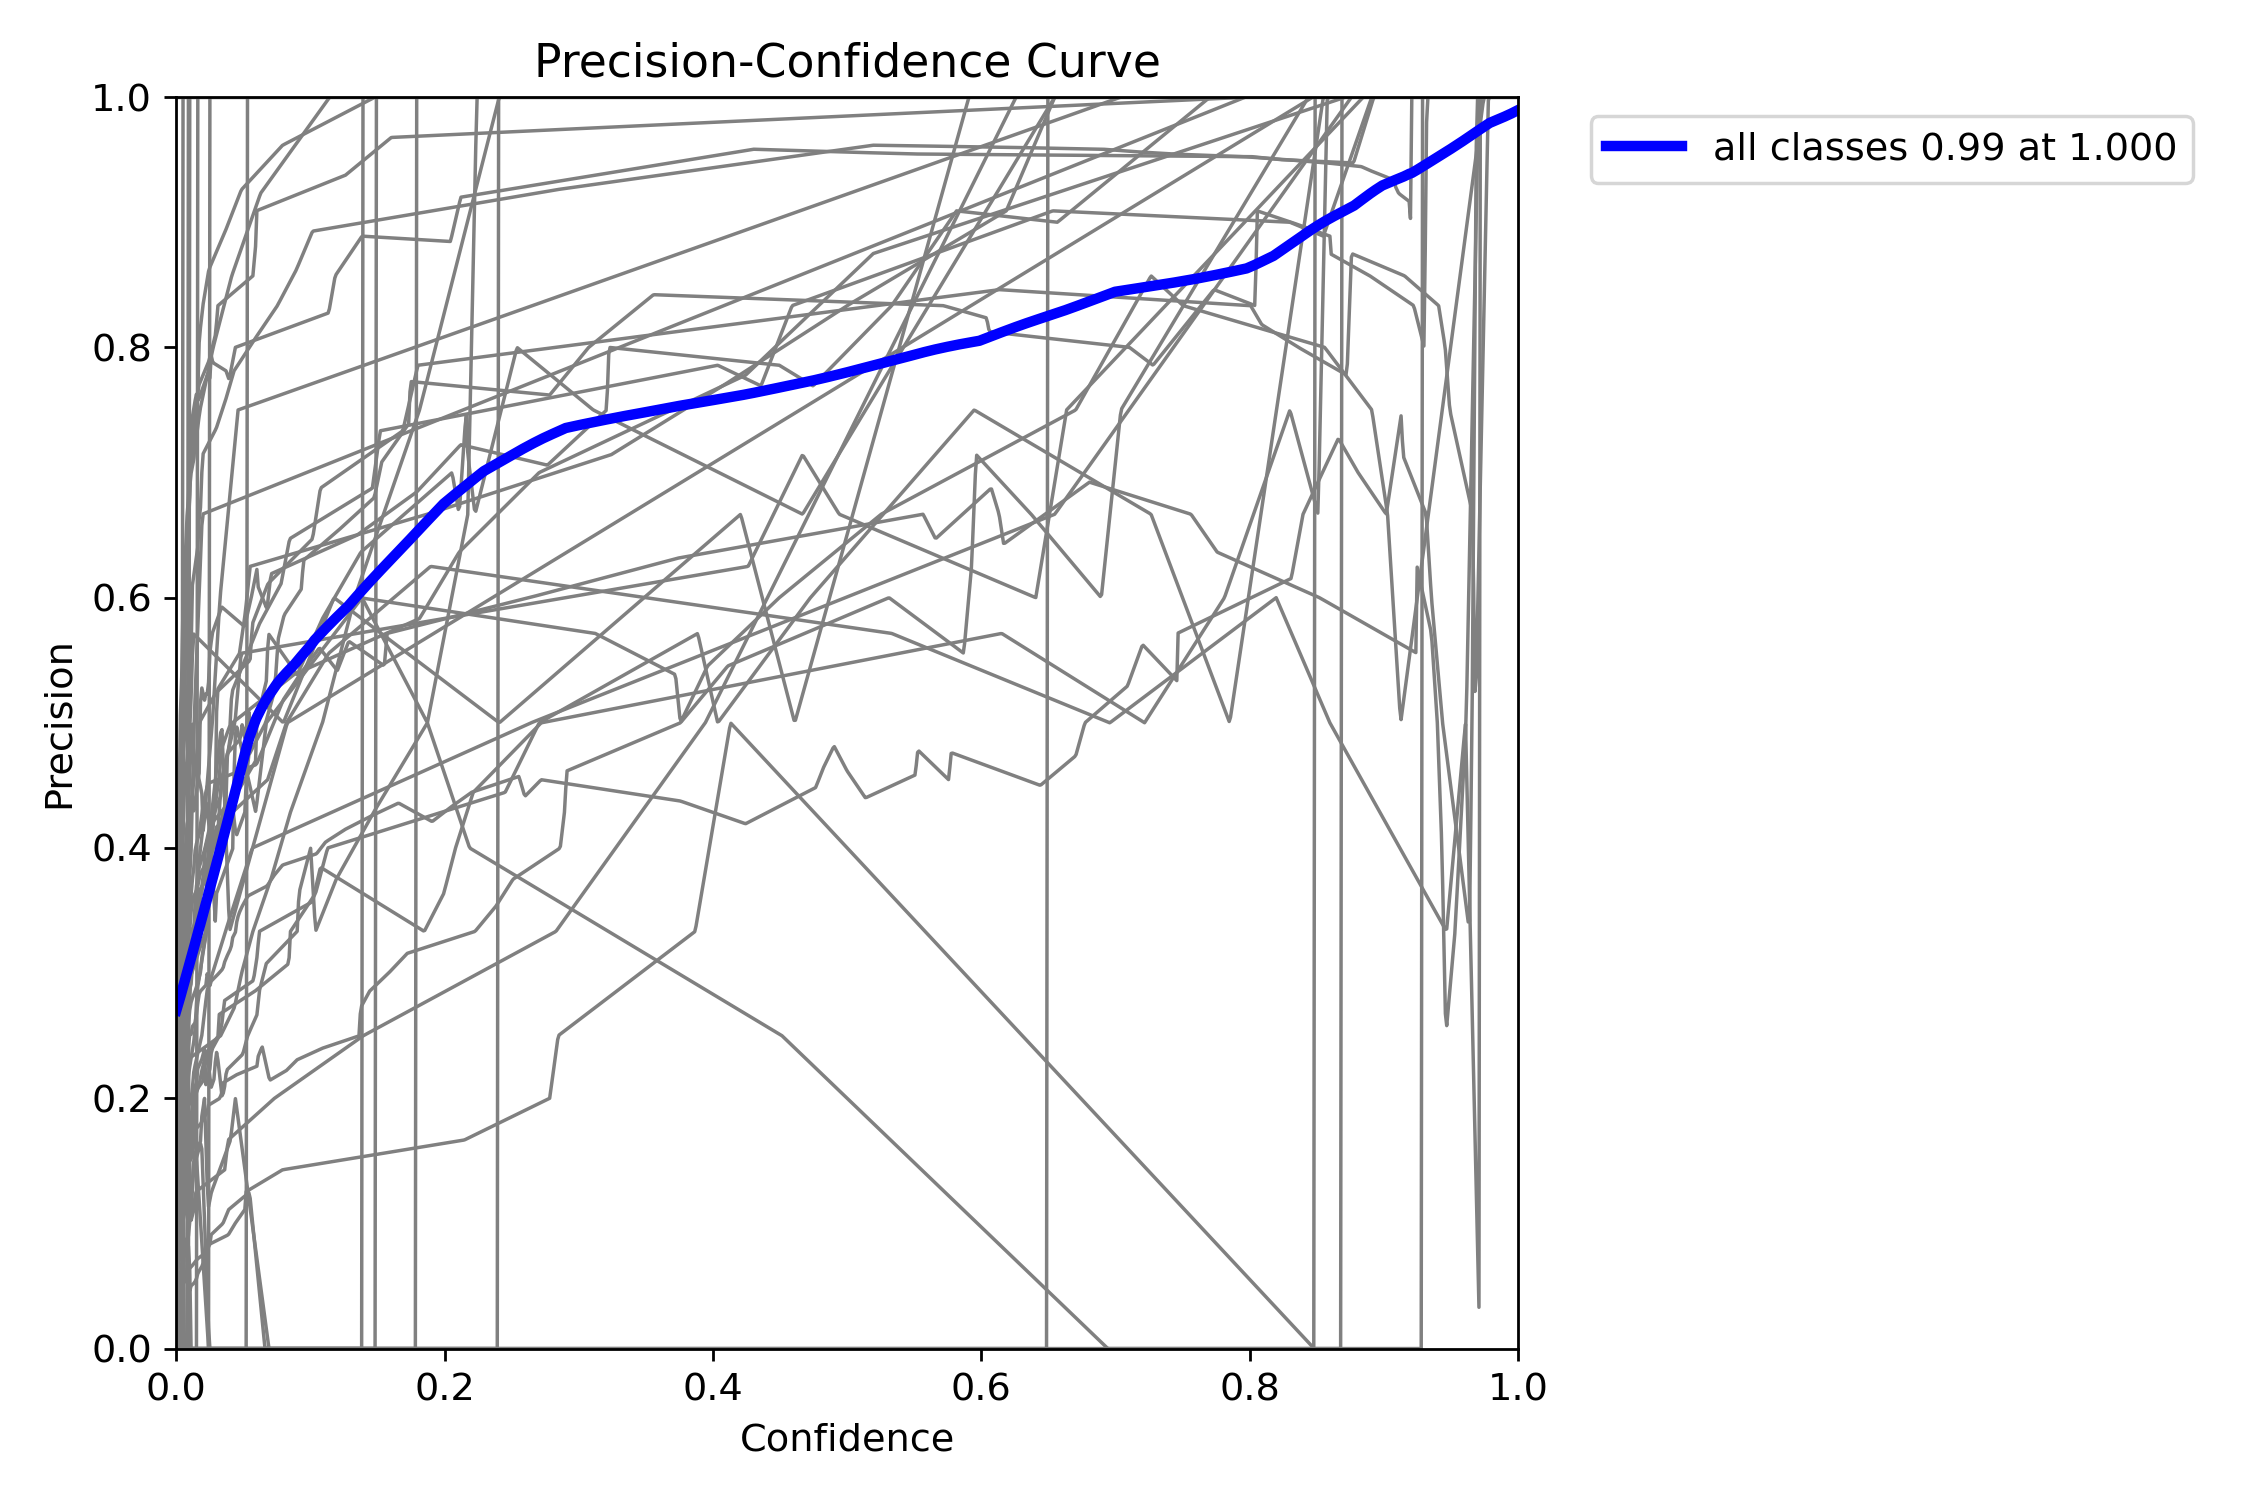 Precision-Confidence Curve
1.0
0.8
0.6
0.4
0.2
0.0
Precision
0.0 0.2 0.4 0.6 0.8 1.0
Confidence
all classes 0.99 at 1.000